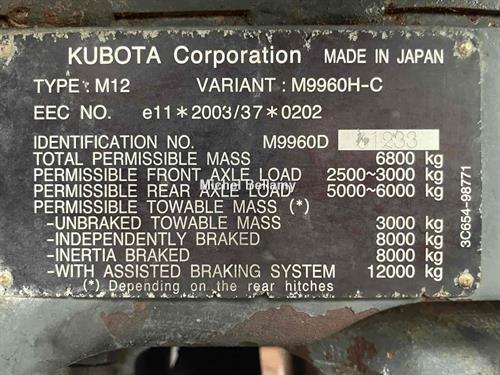 KUBOTA Corporation MADE IN JAPAN
TYPE : M12 VARIANT : M9960H-C
EEC NO. e11*2003/37*0202
IDENTIFICATION NO. M9960D
TOTAL PERMISSIBLE MASS 6800 kg
PERMISSIBLE FRONT AXLE LOAD 2500~3000 kg
PERMISSIBLE REAR AXLE LOAD 5000~6000 kg
Michel Bellamy
PERMISSIBLE TOWABLE MASS (*)
-UNBRAKED TOWABLE MASS 3000 kg
-INDEPENDENTLY BRAKED 8000 kg
-INERTIA BRAKED 8000 kg
-WITH ASSISTED BRAKING SYSTEM 12000 kg
(*) Depending on the rear hitches
3C654-98771